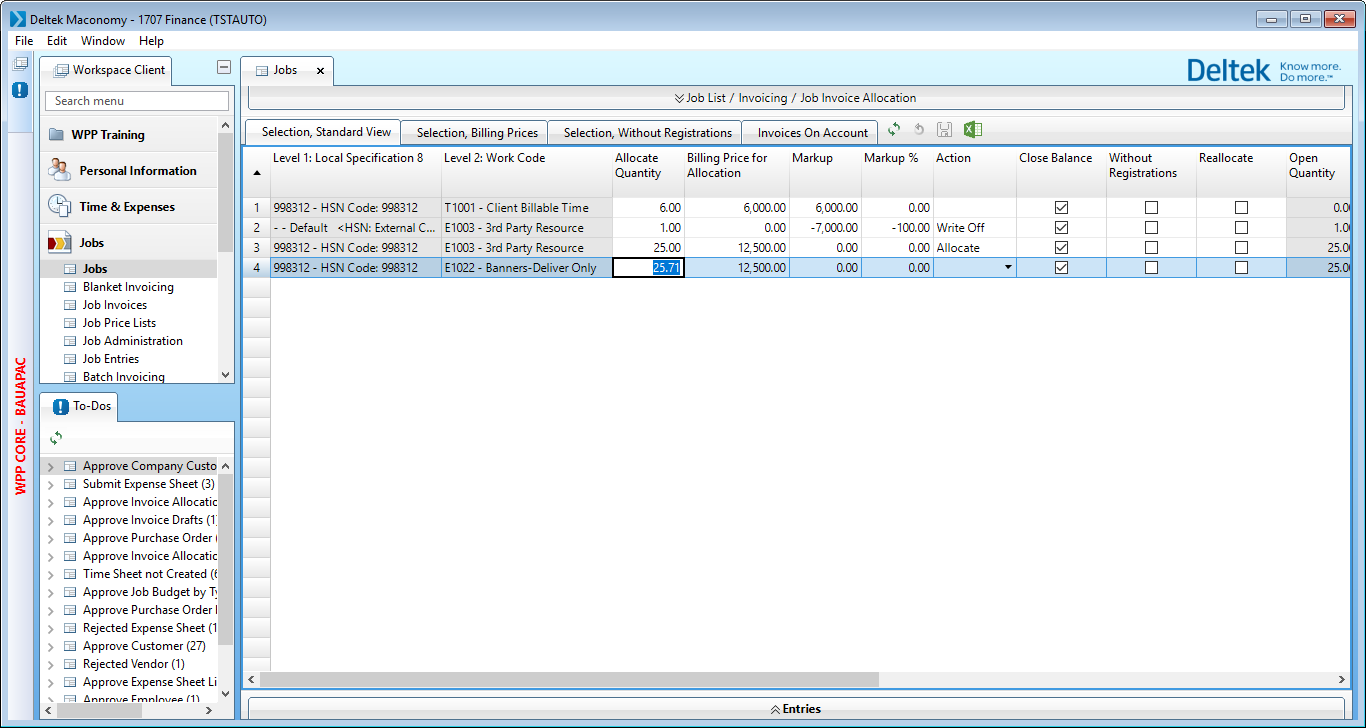 Deltek Maconomy - 1707 Finance (TSTAUTO)
File Edit Window Help
Workspace Client
Search menu
WPP Training
Personal Information
Time & Expenses
Jobs
Jobs
Blanket Invoicing
Job Invoices
Job Price Lists
Job Administration
Job Entries
Batch Invoicing
WPP CORE - BAUAPAC
To-Dos
Approve Company Custo
Submit Expense Sheet (3)
Approve Invoice Allocatic
Approve Invoice Drafts (1
Approve Purchase Order (
Approve Invoice Allocatic
Time Sheet not Created (6
Approve Job Budget by Ty
Approve Purchase Order
Rejected Expense Sheet (1
Approve Customer (27)
Rejected Vendor (1)
Approve Expense Sheet Li
Approve Employee (1)
Jobs
Deltek Know more. Do more.™
Job List / Invoicing / Job Invoice Allocation
Selection, Standard View Selection, Billing Prices Selection, Without Registrations Invoices On Account
Level 1: Local Specification 8 Level 2: Work Code Allocate Quantity Billing Price for Allocation Markup Markup % Action Close Balance Without Registrations Reallocate Open Quantity
1 998312 - HSN Code: 998312 T1001 - Client Billable Time 6.00 6,000.00 6,000.00 0.00 0.00
2 - - Default <HSN: External C... E1003 - 3rd Party Resource 1.00 0.00 -7,000.00 -100.00 Write Off 1.00
3 998312 - HSN Code: 998312 E1003 - 3rd Party Resource 25.00 12,500.00 0.00 0.00 Allocate 25.00
4 998312 - HSN Code: 998312 E1022 - Banners-Deliver Only 25.71 12,500.00 0.00 0.00 25.00
Entries